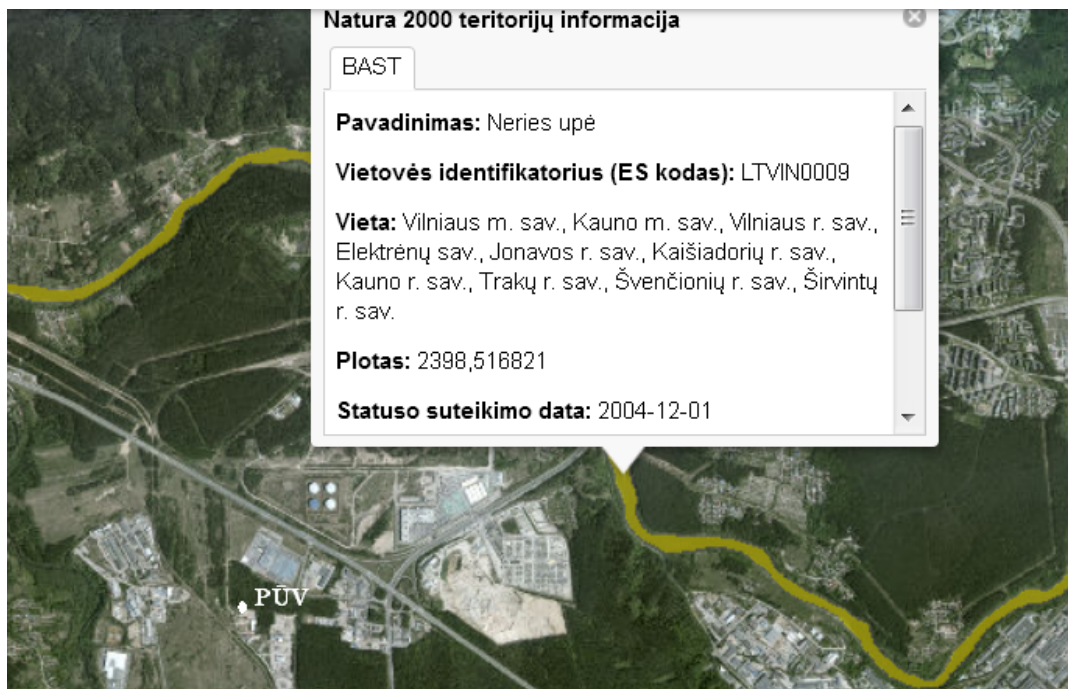 Natura 2000 teritorijų informacija
BAST
Pavadinimas: Neries upė
Vietovės identifikatorius (ES kodas): LTVIN0009
Vieta: Vilniaus m. sav., Kauno m. sav., Vilniaus r. sav.,
Elektrėnų sav., Jonavos r. sav., Kaišiadorių r. sav.,
Kauno r. sav., Trakų r. sav., Švenčionių r. sav., Širvintų
r. sav.
Plotas: 2398,516821
Statuso suteikimo data: 2004-12-01
PŪV